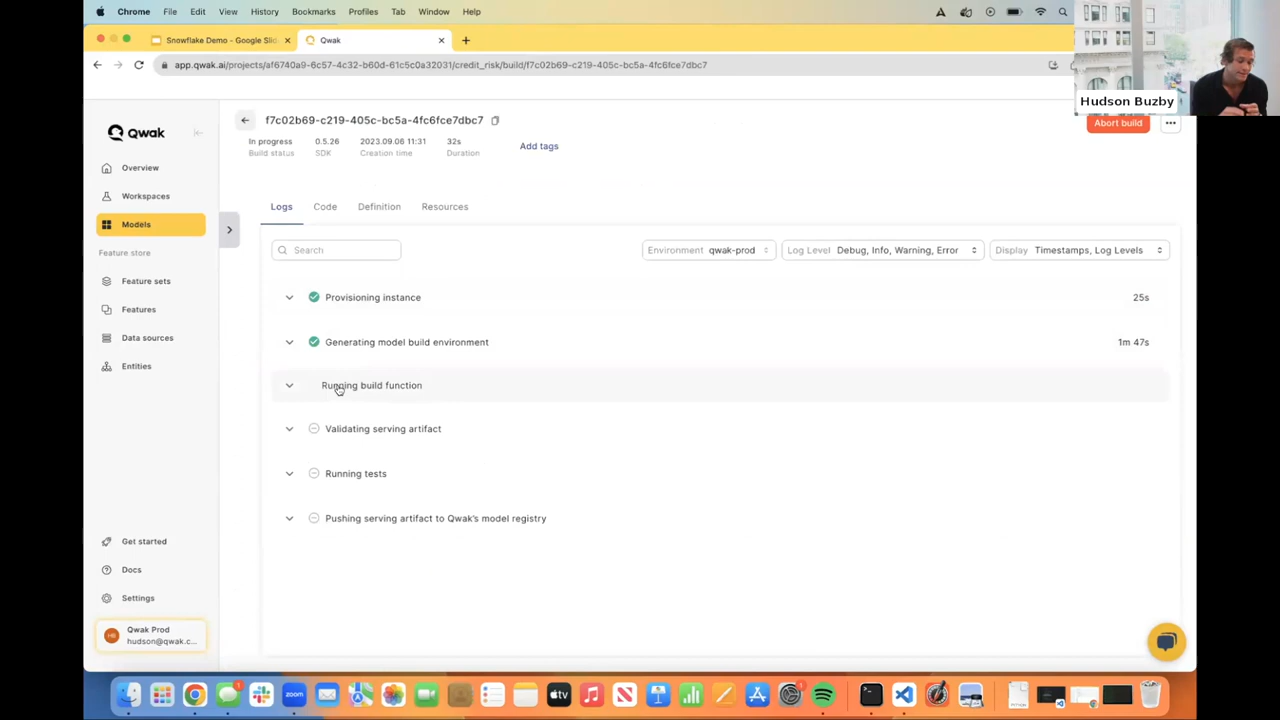 Chrome File Edit View History Bookmarks Profiles Tab Window Help
Snowflake Demo - Google Slid
Qwak
app.qwak.ai/projects/af6740a9-6c57-4c32-b60d-61c5c0a32031/credit_risk/build/f7c02b69-c219-405c-bc5a-4fc6fce7dbc7
Hudson Buzby
Qwak
f7c02b69-c219-405c-bc5a-4fc6fce7dbc7
Abort build
In progress 0.5.26 2023.09.06 11:31 32s
Build status SDK Creation time Duration
Add tags
Overview
Workspaces
Models
Feature store
Feature sets
Features
Data sources
Entities
Get started
Docs
Settings
Qwak Prod
hudson@qwak.c...
Logs Code Definition Resources
Search
Environment qwak-prod
Log Level Debug, Info, Warning, Error
Display Timestamps, Log Levels
Provisioning instance 25s
Generating model build environment 1m 47s
Running build function
Validating serving artifact
Running tests
Pushing serving artifact to Qwak's model registry